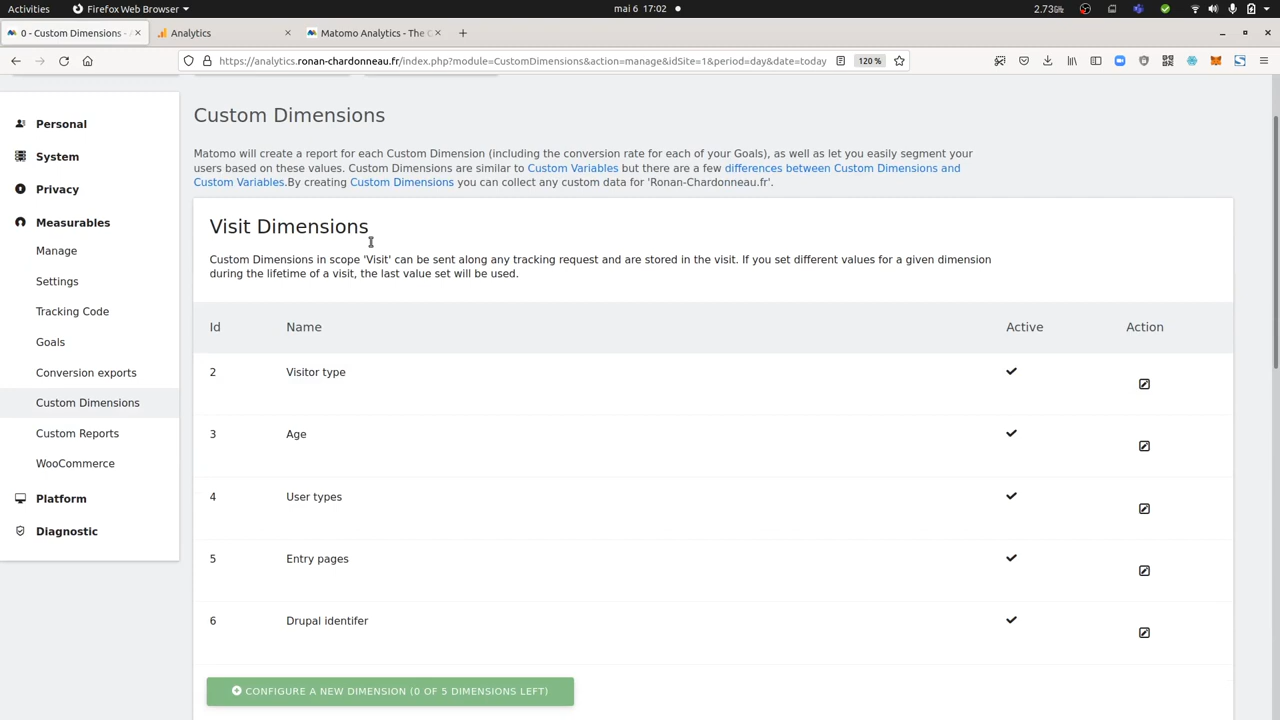 Activities
Firefox Web Browser
mai 6 17:02
2.73GHz
0 - Custom Dimensions -
Analytics
Matomo Analytics - The
https://analytics.ronan-chardonneau.fr/index.php?module=CustomDimensions&action=manage&idSite=1&period=day&date=today
120 %
Personal
System
Privacy
Measurables
Manage
Settings
Tracking Code
Goals
Conversion exports
Custom Dimensions
Custom Reports
WooCommerce
Platform
Diagnostic
Custom Dimensions
Matomo will create a report for each Custom Dimension (including the conversion rate for each of your Goals), as well as let you easily segment your
users based on these values. Custom Dimensions are similar to Custom Variables but there are a few differences between Custom Dimensions and
Custom Variables.By creating Custom Dimensions you can collect any custom data for 'Ronan-Chardonneau.fr'.
Visit Dimensions
Custom Dimensions in scope 'Visit' can be sent along any tracking request and are stored in the visit. If you set different values for a given dimension
during the lifetime of a visit, the last value set will be used.
Id Name Active Action
2 Visitor type
3 Age
4 User types
5 Entry pages
6 Drupal identifer
CONFIGURE A NEW DIMENSION (0 OF 5 DIMENSIONS LEFT)